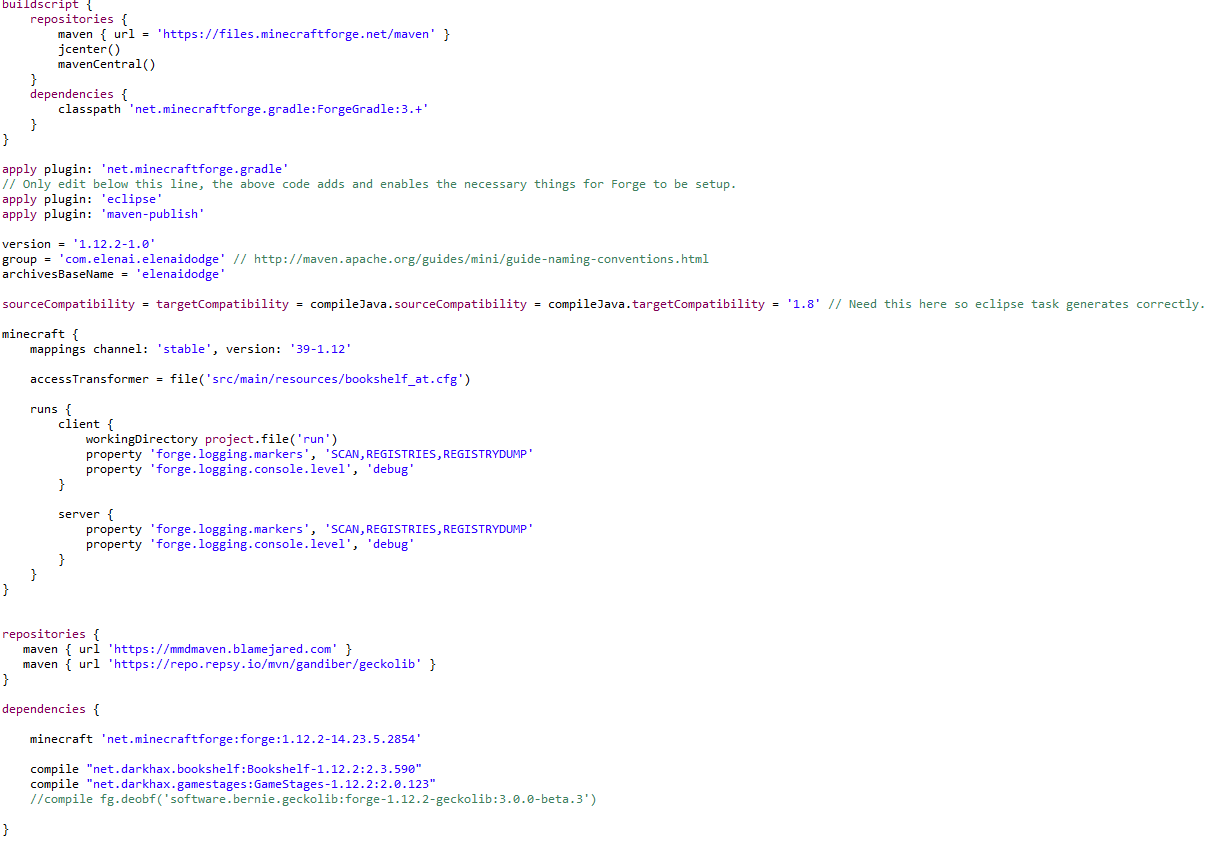 buildscript {
    repositories {
        maven { url = 'https://files.minecraftforge.net/maven' }
        jcenter()
        mavenCentral()
    }
    dependencies {
        classpath 'net.minecraftforge.gradle:ForgeGradle:3.+'
    }
}

apply plugin: 'net.minecraftforge.gradle'
// Only edit below this line, the above code adds and enables the necessary things for Forge to be setup.
apply plugin: 'eclipse'
apply plugin: 'maven-publish'

version = '1.12.2-1.0'
group = 'com.elenai.elenaidodge' // http://maven.apache.org/guides/mini/guide-naming-conventions.html
archivesBaseName = 'elenaidodge'

sourceCompatibility = targetCompatibility = compileJava.sourceCompatibility = compileJava.targetCompatibility = '1.8' // Need this here so eclipse task generates correctly.

minecraft {
    mappings channel: 'stable', version: '39-1.12'

    accessTransformer = file('src/main/resources/bookshelf_at.cfg')

    runs {
        client {
            workingDirectory project.file('run')
            property 'forge.logging.markers', 'SCAN,REGISTRIES,REGISTRYDUMP'
            property 'forge.logging.console.level', 'debug'
        }

        server {
            property 'forge.logging.markers', 'SCAN,REGISTRIES,REGISTRYDUMP'
            property 'forge.logging.console.level', 'debug'
        }
    }
}


repositories {
   maven { url 'https://mmdmaven.blamejared.com' }
   maven { url 'https://repo.repsy.io/mvn/gandiber/geckolib' }
}

dependencies {

    minecraft 'net.minecraftforge:forge:1.12.2-14.23.5.2854'

    compile "net.darkhax.bookshelf:Bookshelf-1.12.2:2.3.590"
    compile "net.darkhax.gamestages:GameStages-1.12.2:2.0.123"
    //compile fg.deobf('software.bernie.geckolib:forge-1.12.2-geckolib:3.0.0-beta.3')

}